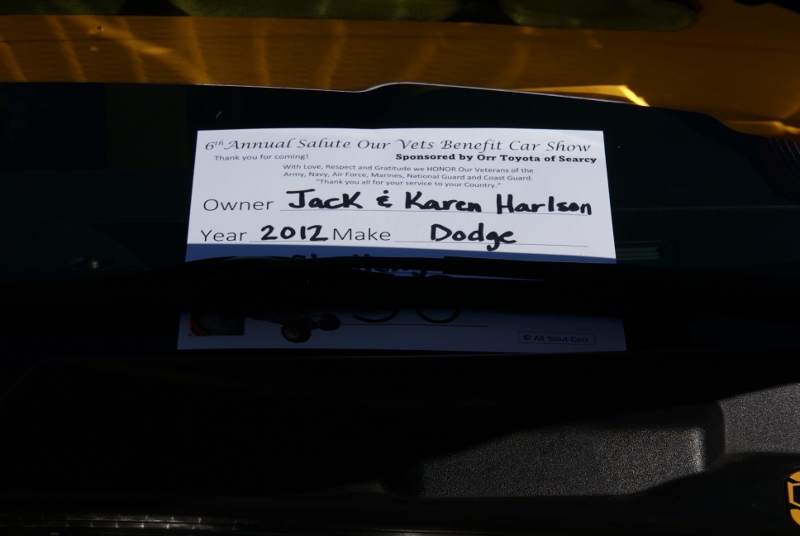 6th Annual Salute Our Vets Benefit Car Show
Thank you for coming! Sponsored by Orr Toyota of Searcy
With Love, Respect and Gratitude we HONOR Our Veterans of the
Army, Navy, Air Force, Marines, National Guard and Coast Guard.
"Thank you all for your service to your Country."
Owner Jack & Karen Harlson
Year 2012 Make Dodge
© All 'Bout Cars